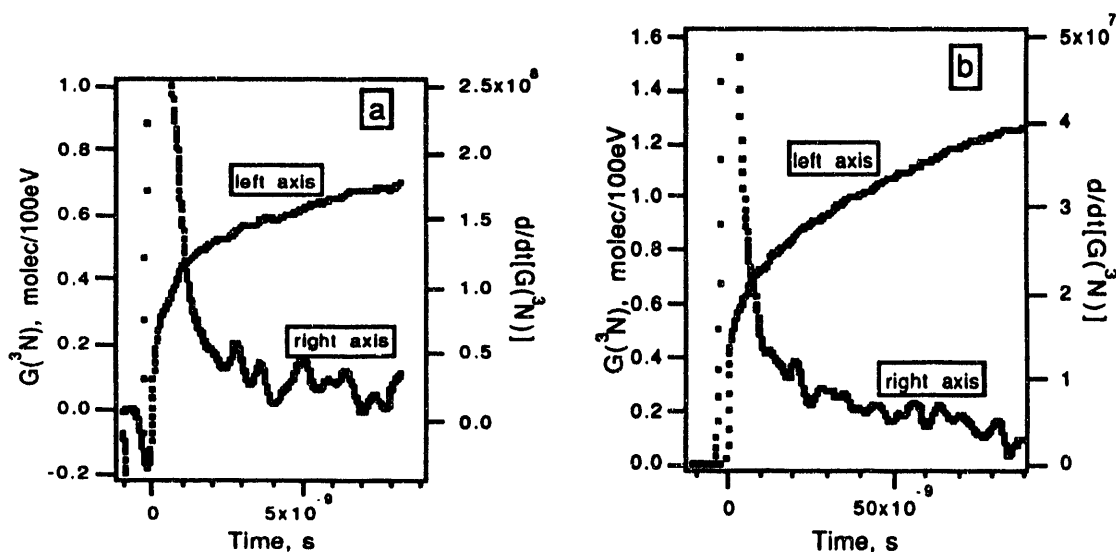 a
1.0
0.8
0.6
0.4
0.2
0.0
-0.2
G(³N), molec/100eV
left axis
right axis
2.5x10⁸
2.0
1.5
1.0
0.5
0.0
d/dt[G(³N)]
0
5x10⁻⁹
Time, s
b
1.6
1.4
1.2
1.0
0.8
0.6
0.4
0.2
0.0
G(³N), molec/100eV
left axis
right axis
5x10⁷
4
3
2
1
0
d/dt[G(³N)]
0
50x10⁻⁹
Time, s